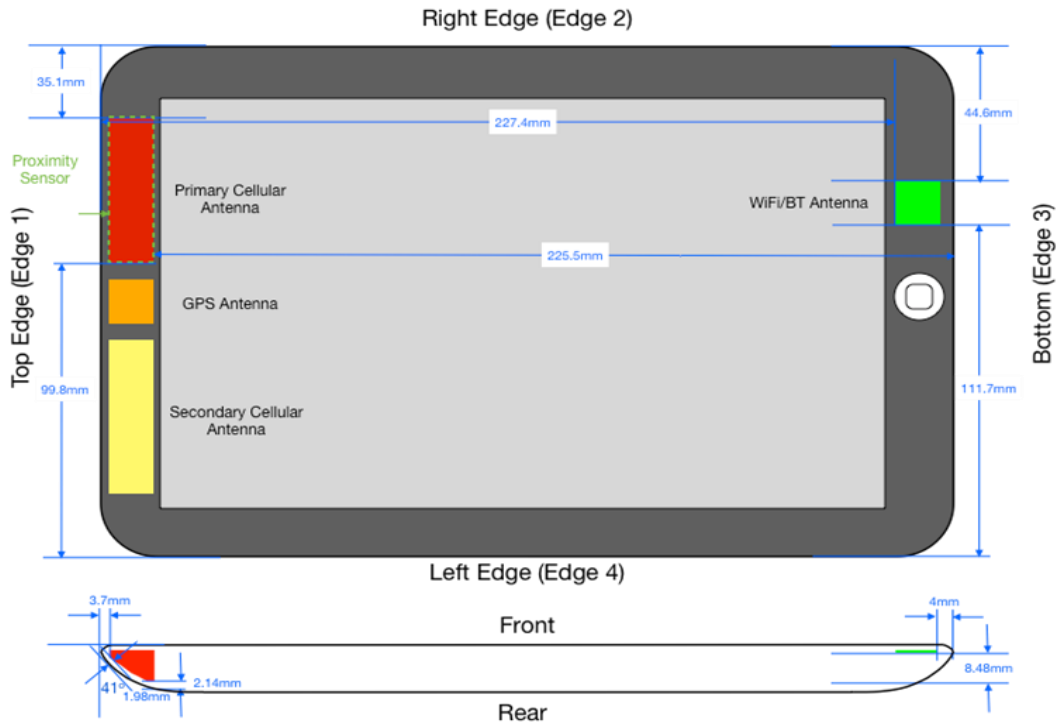 Right Edge (Edge 2)
35.1mm
44.6mm
227.4mm
Proximity
Sensor
Primary Cellular
Antenna
WiFi/BT Antenna
Top Edge (Edge 1)
Bottom (Edge 3)
225.5mm
GPS Antenna
99.8mm
111.7mm
Secondary Cellular
Antenna
Left Edge (Edge 4)
3.7mm
4mm
Front
8.48mm
2.14mm
41°
1.98mm
Rear